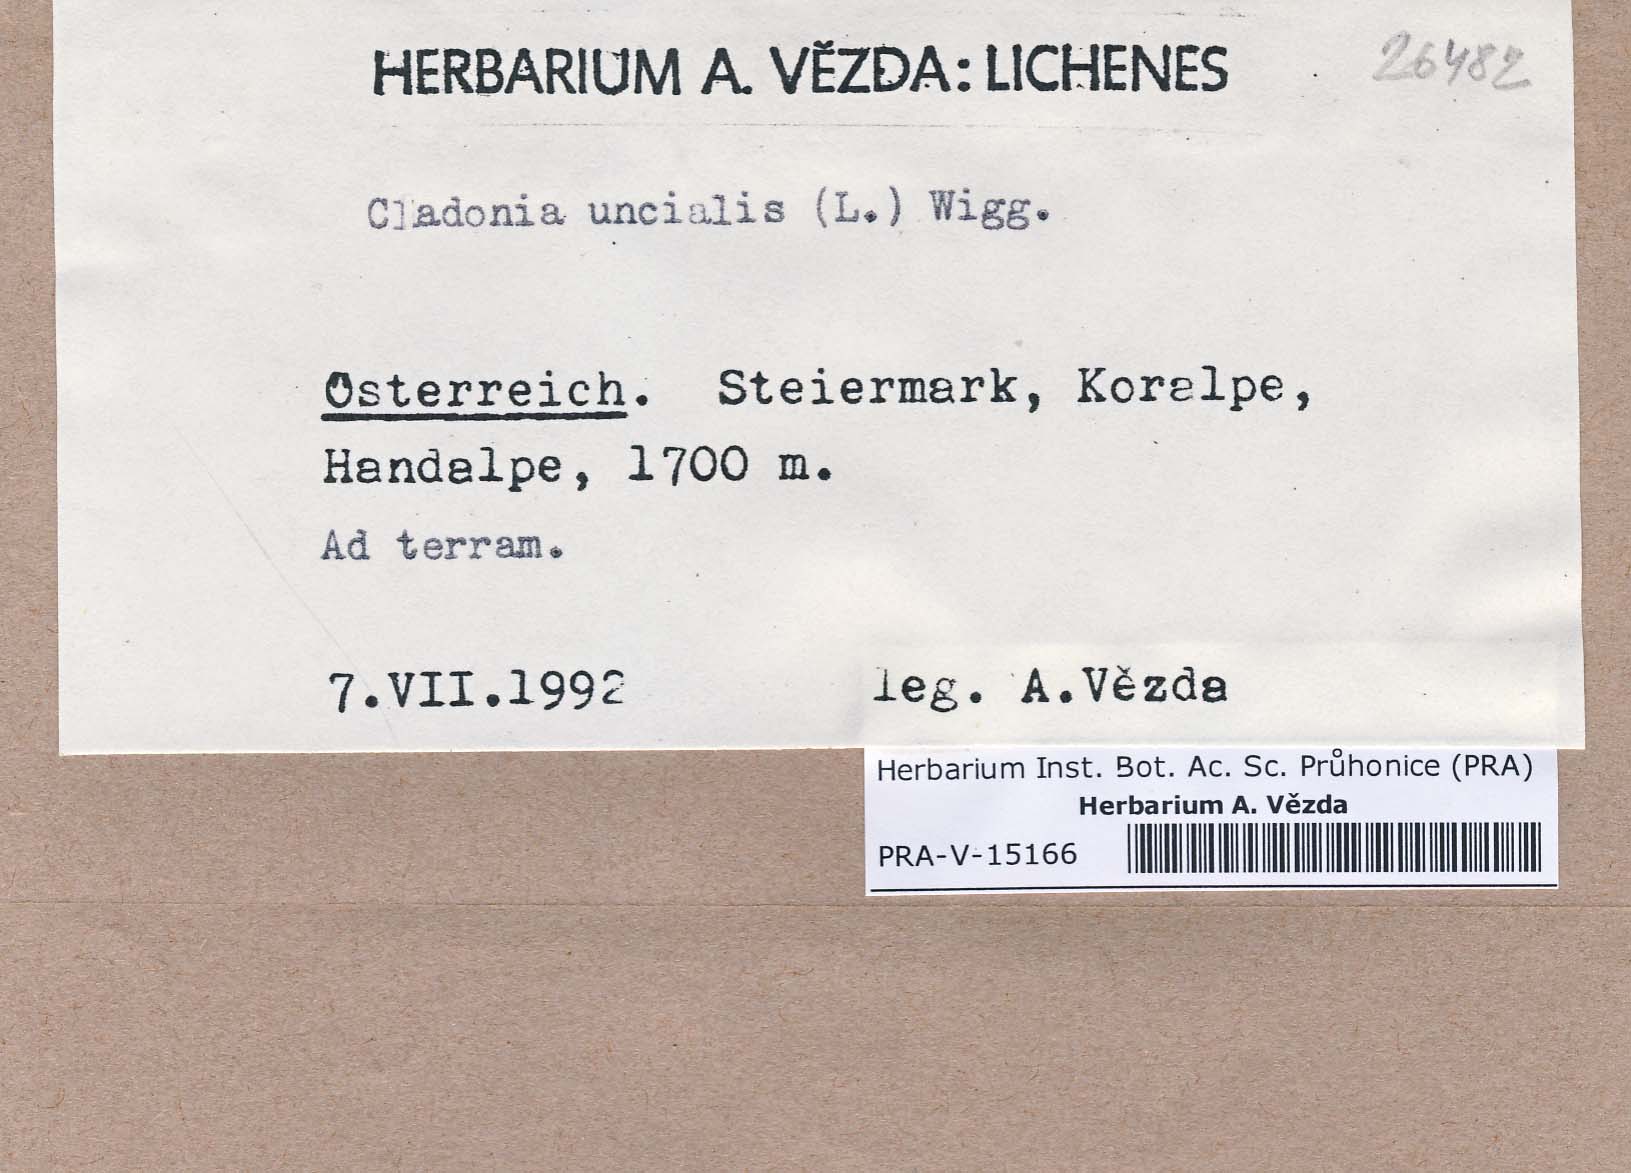 HERBARIUM A. VĚZDA: LICHENES
26482
Cladonia uncialis (L.) Wigg.
Österreich. Steiermark, Koralpe,
Handalpe, 1700 m.
Ad terram.
7.VII.1992 leg. A.Vězda
Herbarium Inst. Bot. Ac. Sc. Průhonice (PRA)
Herbarium A. Vězda
PRA-V-15166